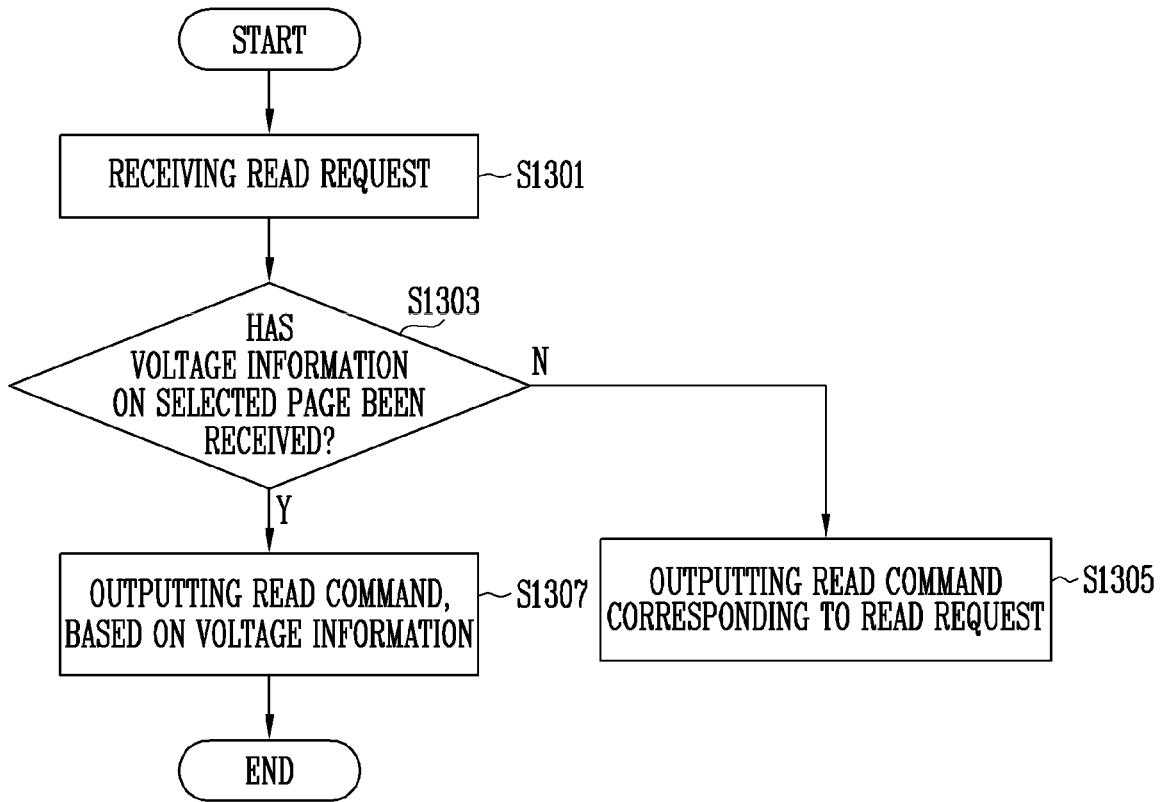 START
RECEIVING READ REQUEST
S1301
S1303
HAS
VOLTAGE INFORMATION
ON SELECTED PAGE BEEN
RECEIVED?
N
Y
OUTPUTTING READ COMMAND,
BASED ON VOLTAGE INFORMATION
S1307
OUTPUTTING READ COMMAND
CORRESPONDING TO READ REQUEST
S1305
END